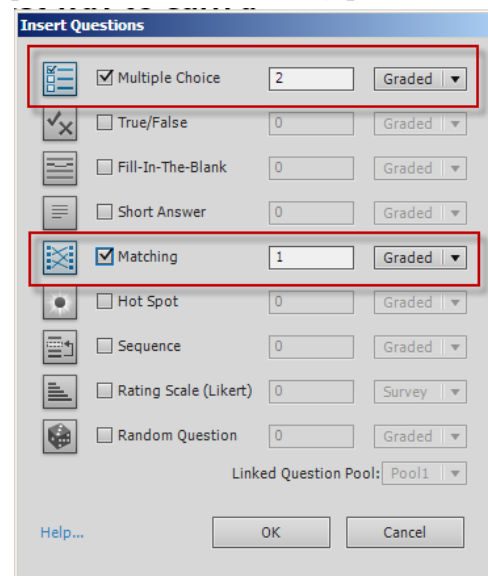 Insert Questions
Multiple Choice 2 Graded
True/False 0 Graded
Fill-In-The-Blank 0 Graded
Short Answer 0 Graded
Matching 1 Graded
Hot Spot 0 Graded
Sequence 0 Graded
Rating Scale (Likert) 0 Survey
Random Question 0 Graded
Linked Question Pool: Pool1
Help... OK Cancel